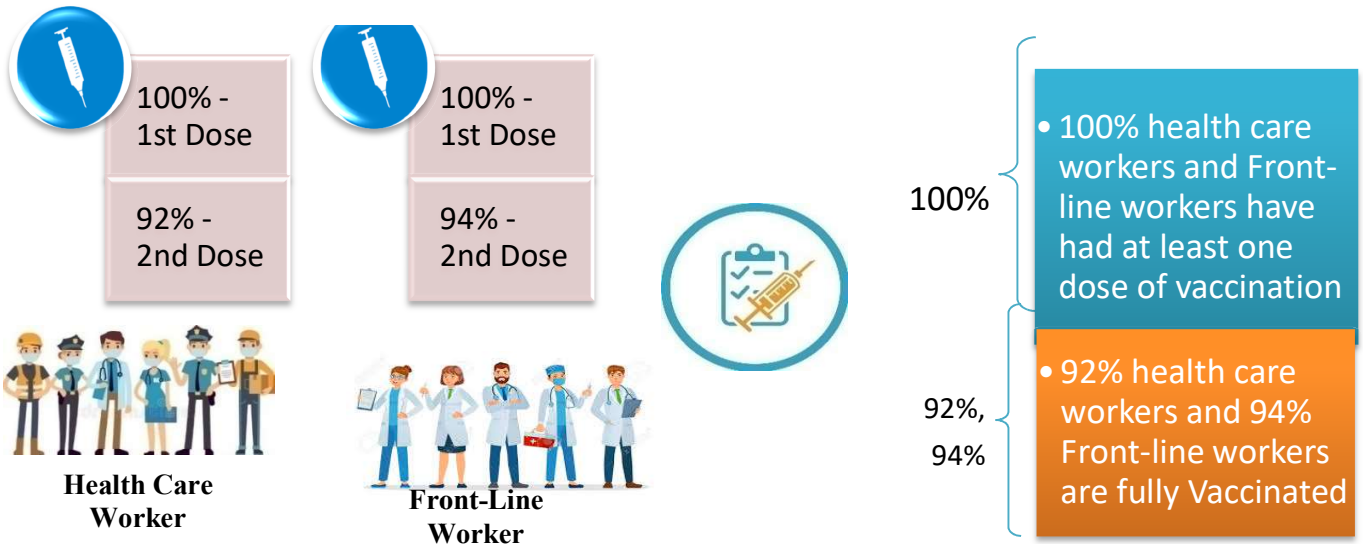 100% -
1st Dose
92% -
2nd Dose
Health Care
Worker
100% -
1st Dose
94% -
2nd Dose
Front-Line
Worker
100%
• 100% health care
workers and Front-
line workers have
had at least one
dose of vaccination
92%,
94%
• 92% health care
workers and 94%
Front-line workers
are fully Vaccinated